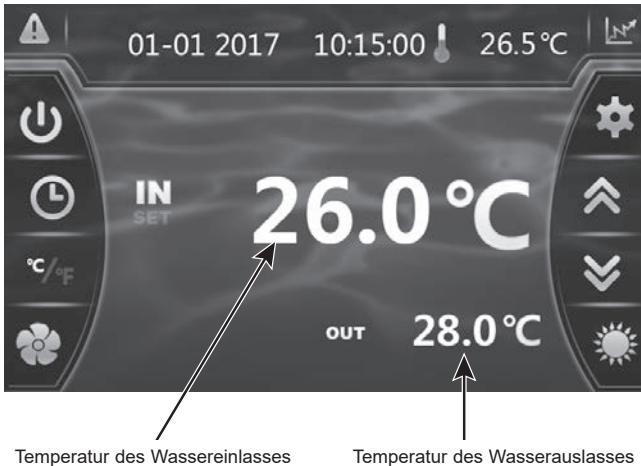 01-01 2017 10:15:00 26.5°C
IN
SET
26.0°C
°C/°F
OUT 28.0°C
Temperatur des Wassereinlasses Temperatur des Wasserauslasses